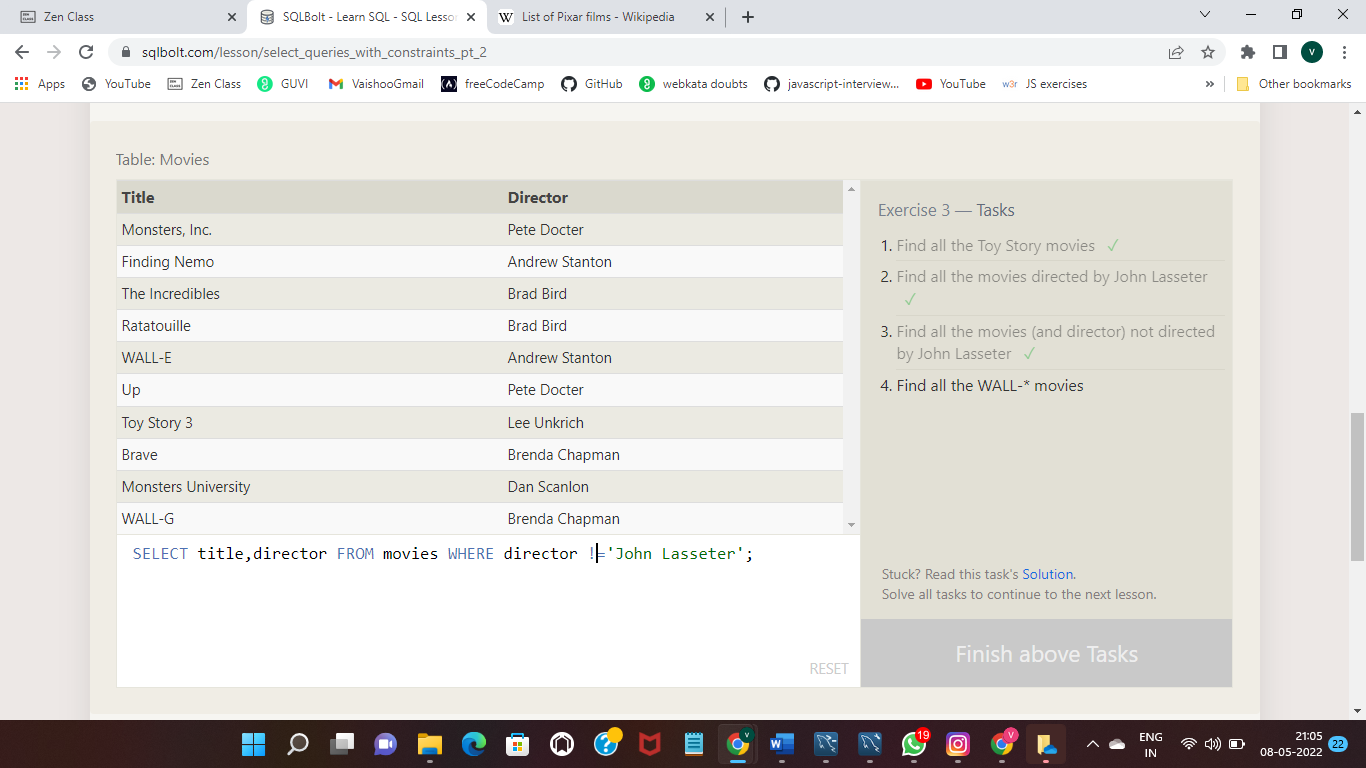 Zen Class
SQLBolt - Learn SQL - SQL Lesson
List of Pixar films - Wikipedia
sqlbolt.com/lesson/select_queries_with_constraints_pt_2
V
Apps
YouTube
Zen Class
GUVI
VaishooGmail
freeCodeCamp
GitHub
webkata doubts
javascript-interview...
YouTube
w3r JS exercises
»
Other bookmarks
Table: Movies
Title Director
Monsters, Inc. Pete Docter
Finding Nemo Andrew Stanton
The Incredibles Brad Bird
Ratatouille Brad Bird
WALL-E Andrew Stanton
Up Pete Docter
Toy Story 3 Lee Unkrich
Brave Brenda Chapman
Monsters University Dan Scanlon
WALL-G Brenda Chapman
SELECT title,director FROM movies WHERE director !='John Lasseter';
RESET
Exercise 3 — Tasks
1. Find all the Toy Story movies ✓
2. Find all the movies directed by John Lasseter
✓
3. Find all the movies (and director) not directed
by John Lasseter ✓
4. Find all the WALL-* movies
Stuck? Read this task's Solution.
Solve all tasks to continue to the next lesson.
Finish above Tasks
19
ENG
IN
21:05
08-05-2022
22